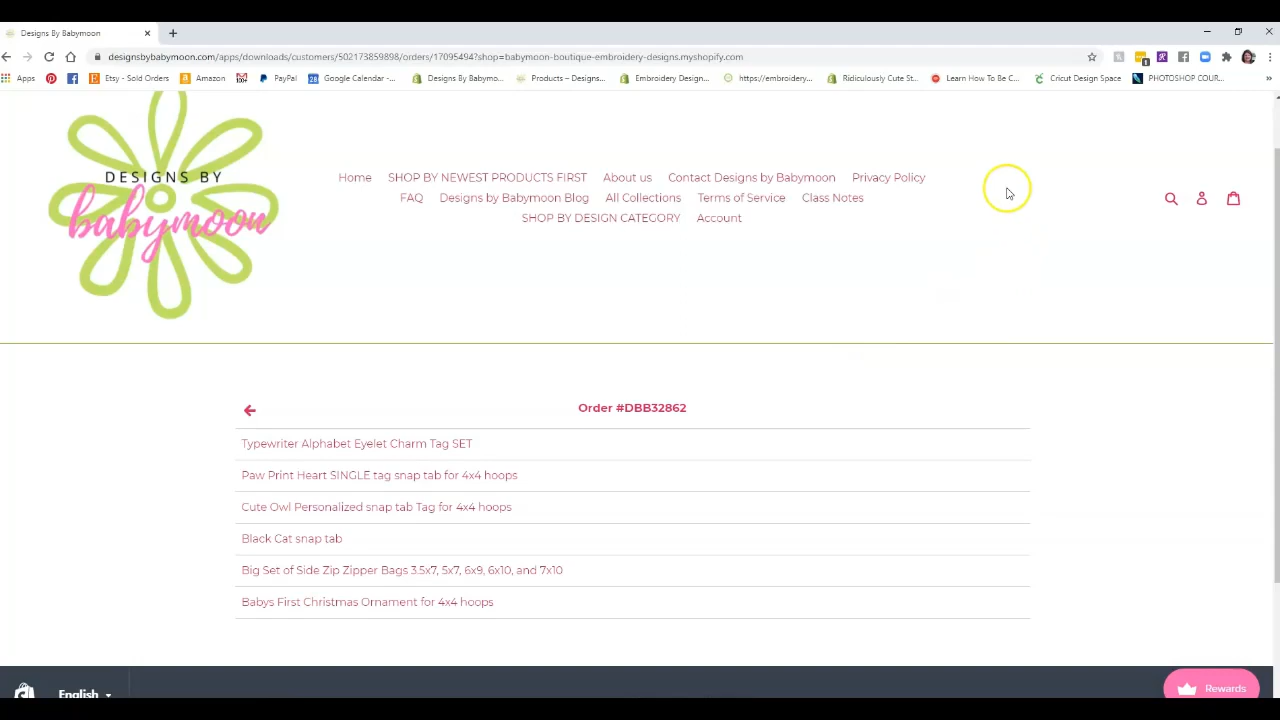 Designs By Babymoon
designsbybabymoon.com/apps/downloads/customers/502173859898/orders/170954947?shop=babymoon-boutique-embroidery-designs.myshopify.com
Apps Etsy - Sold Orders Amazon PayPal Google Calendar -... Designs By Babymo... Products – Designs... Embroidery Design... https://embroidery... Ridiculously Cute St... Learn How To Be C... Cricut Design Space PHOTOSHOP COUR... »
DESIGNS BY
babymoon
Home SHOP BY NEWEST PRODUCTS FIRST About us Contact Designs by Babymoon Privacy Policy
FAQ Designs by Babymoon Blog All Collections Terms of Service Class Notes
SHOP BY DESIGN CATEGORY Account
Order #DBB32862
Typewriter Alphabet Eyelet Charm Tag SET
Paw Print Heart SINGLE tag snap tab for 4x4 hoops
Cute Owl Personalized snap tab Tag for 4x4 hoops
Black Cat snap tab
Big Set of Side Zip Zipper Bags 3.5x7, 5x7, 6x9, 6x10, and 7x10
Babys First Christmas Ornament for 4x4 hoops
English
Rewards